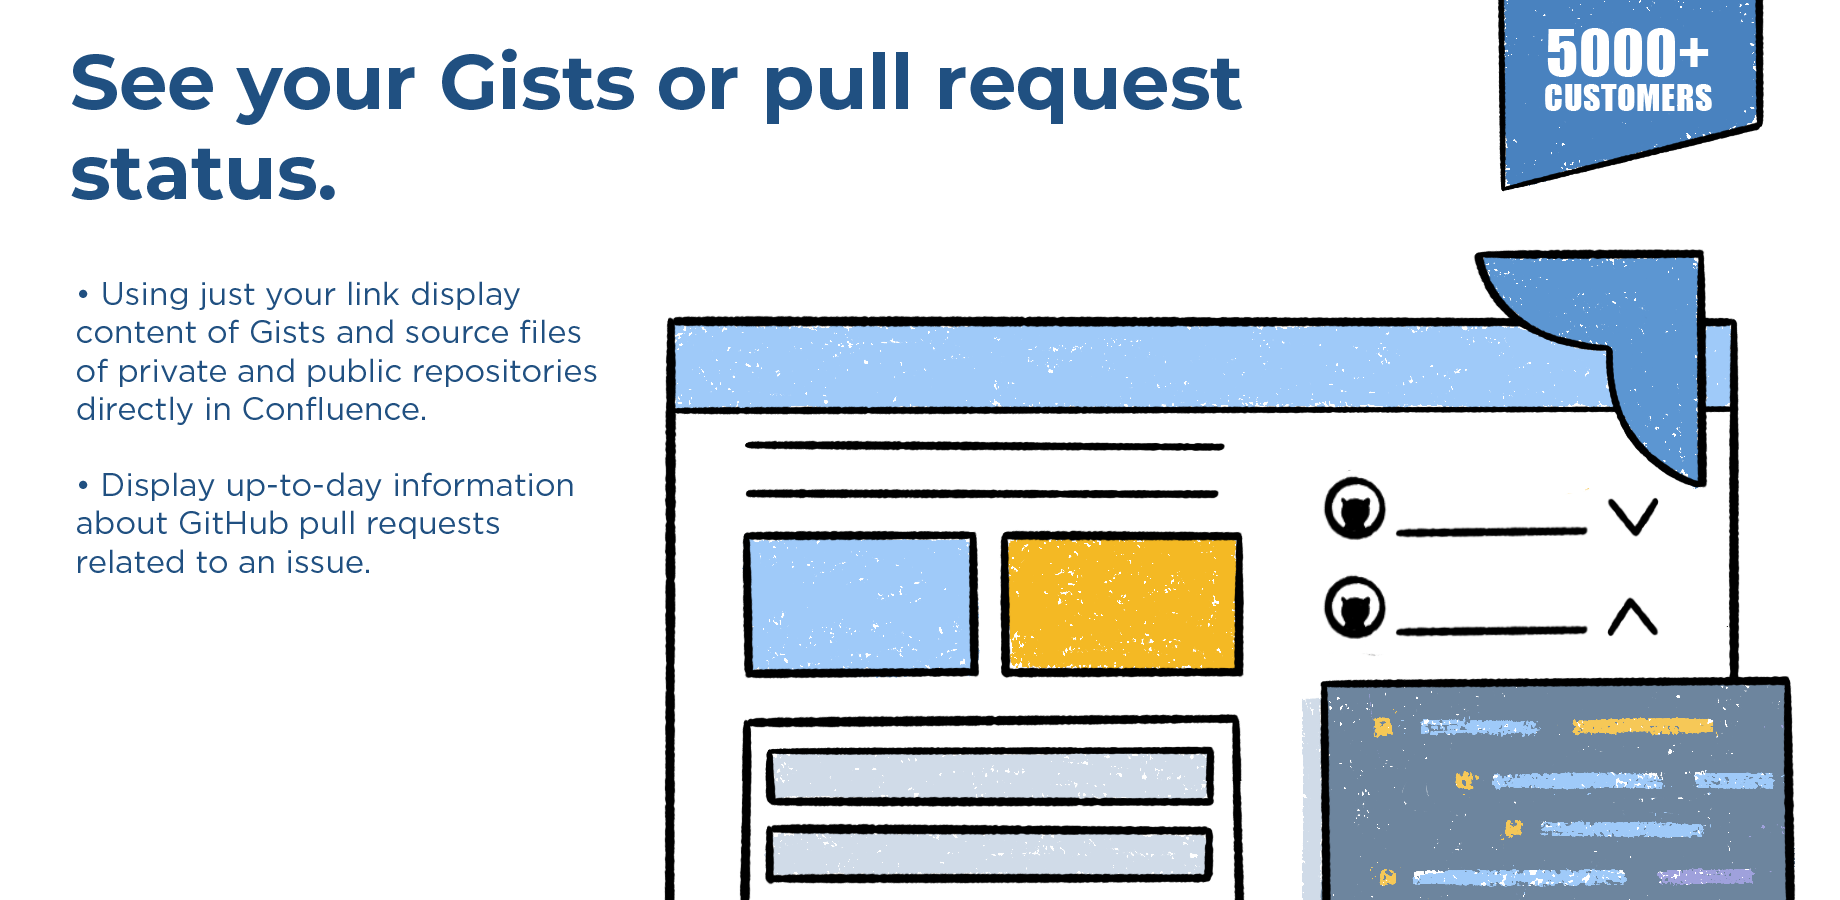 See your Gists or pull request
status.
5000+
CUSTOMERS
• Using just your link display
content of Gists and source files
of private and public repositories
directly in Confluence.
• Display up-to-day information
about GitHub pull requests
related to an issue.